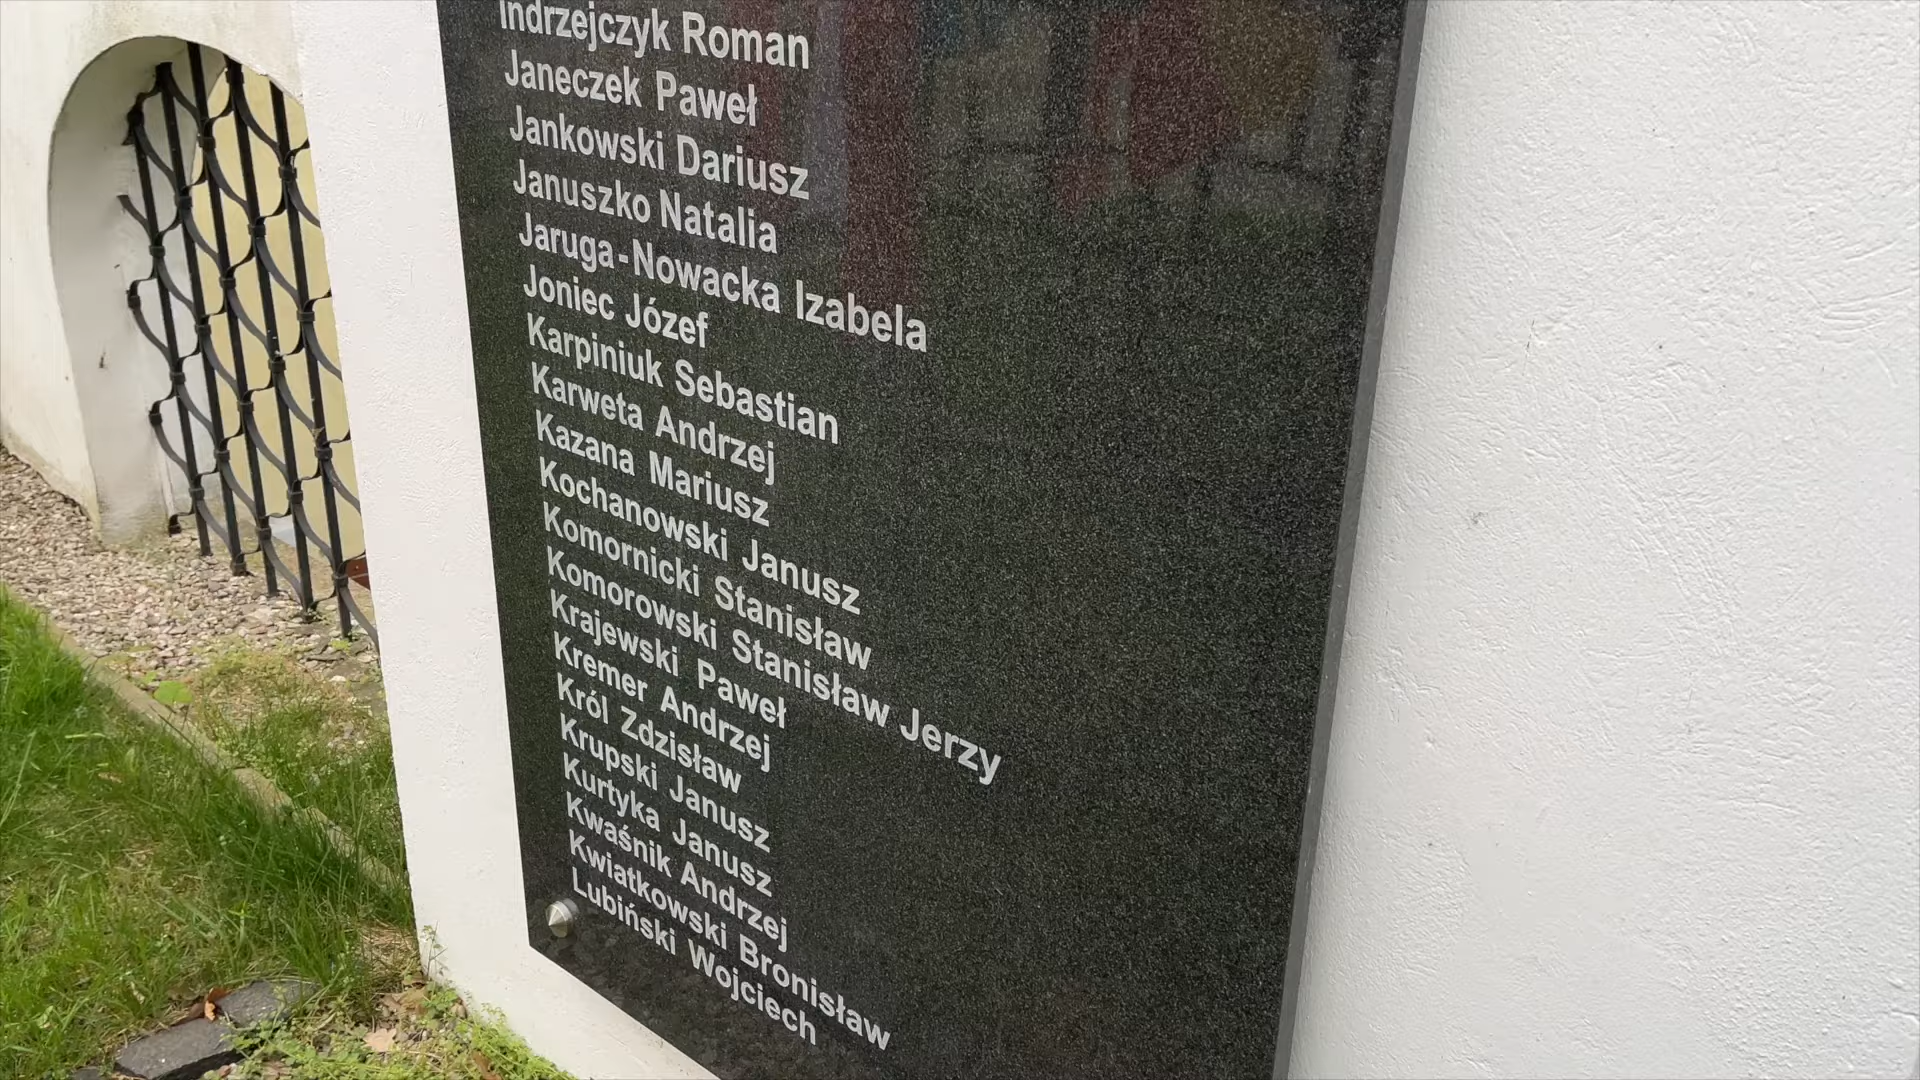 Indrzejczyk Roman
Janeczek Paweł
Jankowski Dariusz
Januszko Natalia
Jaruga-Nowacka Izabela
Joniec Józef
Karpiniuk Sebastian
Karweta Andrzej
Kazana Mariusz
Kochanowski Janusz
Komornicki Stanisław
Komorowski Stanisław Jerzy
Krajewski Paweł
Kremer Andrzej
Król Zdzisław
Krupski Janusz
Kurtyka Janusz
Kwaśnik Andrzej
Kwiatkowski Bronisław
Lubiński Wojciech